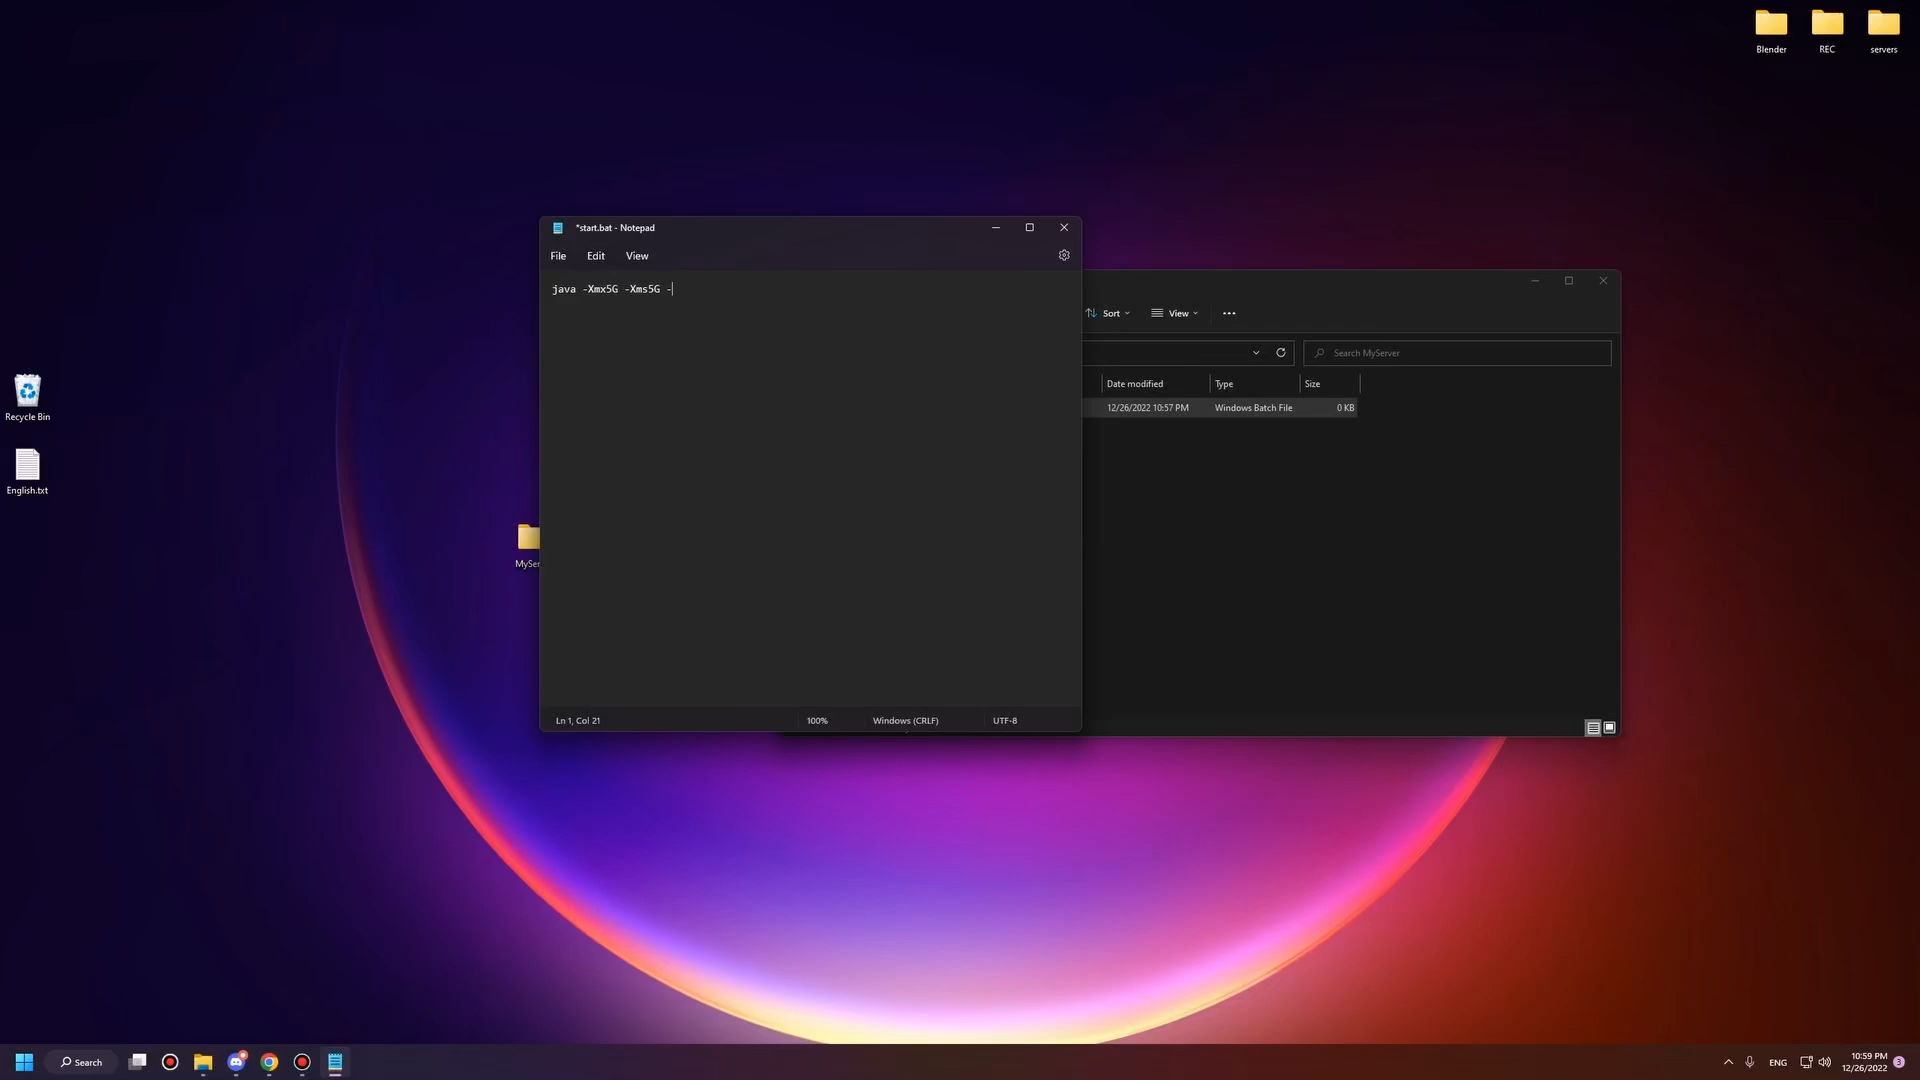 Blender
REC
servers
*start.bat - Notepad
File
Edit
View
java -Xmx5G -Xms5G -
Sort
View
Search MyServer
Date modified
Type
Size
12/26/2022 10:57 PM
Windows Batch File
0 KB
Recycle Bin
English.txt
MySer
Ln 1, Col 21
100%
Windows (CRLF)
UTF-8
Search
ENG
10:59 PM
12/26/2022
3